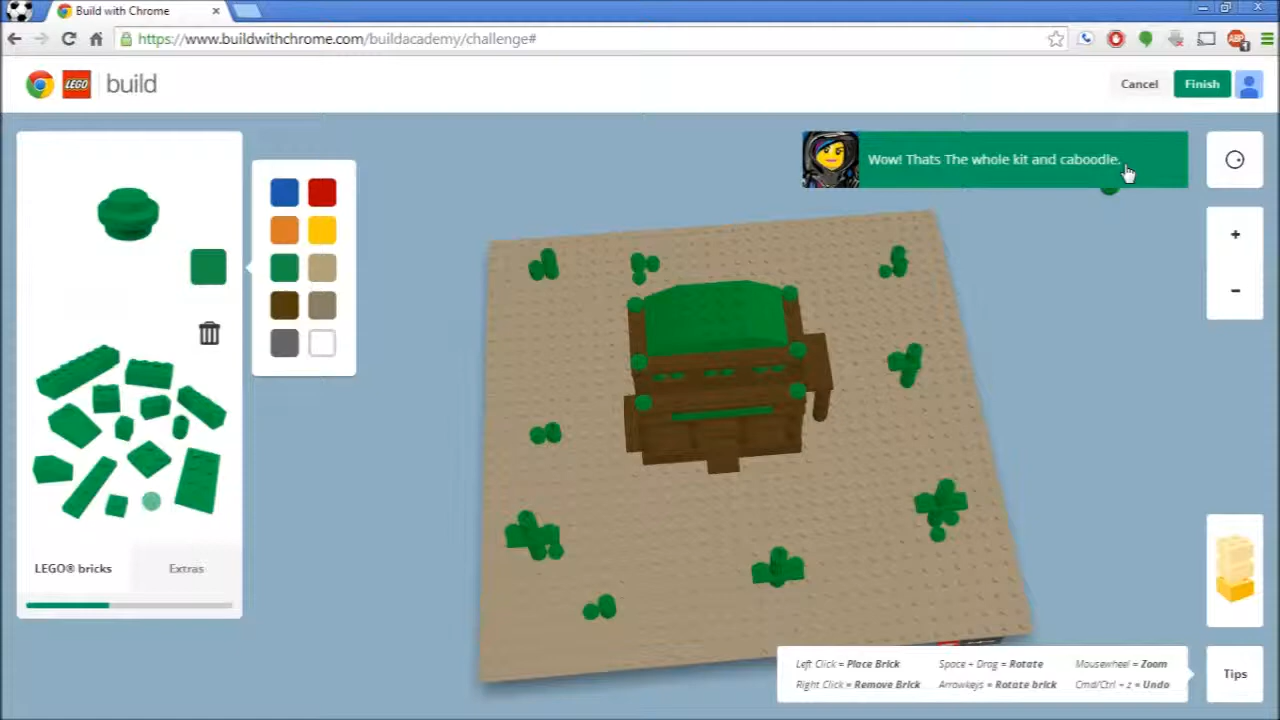 Build with Chrome
https://www.buildwithchrome.com/buildacademy/challenge#
ABP
LEGO
build
Cancel
Finish
Wow! Thats The whole kit and caboodle.
+
-
LEGO® bricks
Extras
Left Click = Place Brick
Space + Drag = Rotate
Mousewheel = Zoom
Right Click = Remove Brick
Arrowkeys = Rotate brick
Cmd/Ctrl + z = Undo
Tips